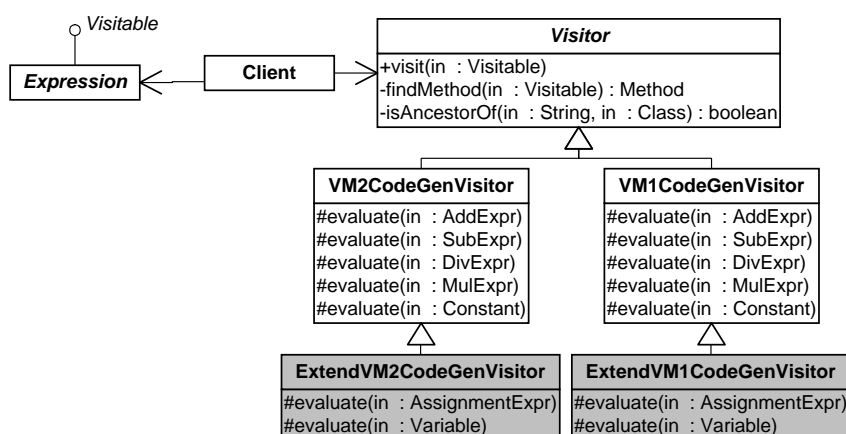 Visitable
Expression
Client
Visitor
+visit(in : Visitable)
-findMethod(in : Visitable) : Method
-isAncestorOf(in : String, in : Class) : boolean
VM2CodeGenVisitor
#evaluate(in : AddExpr)
#evaluate(in : SubExpr)
#evaluate(in : DivExpr)
#evaluate(in : MulExpr)
#evaluate(in : Constant)
VM1CodeGenVisitor
#evaluate(in : AddExpr)
#evaluate(in : SubExpr)
#evaluate(in : DivExpr)
#evaluate(in : MulExpr)
#evaluate(in : Constant)
ExtendVM2CodeGenVisitor
#evaluate(in : AssignmentExpr)
#evaluate(in : Variable)
ExtendVM1CodeGenVisitor
#evaluate(in : AssignmentExpr)
#evaluate(in : Variable)